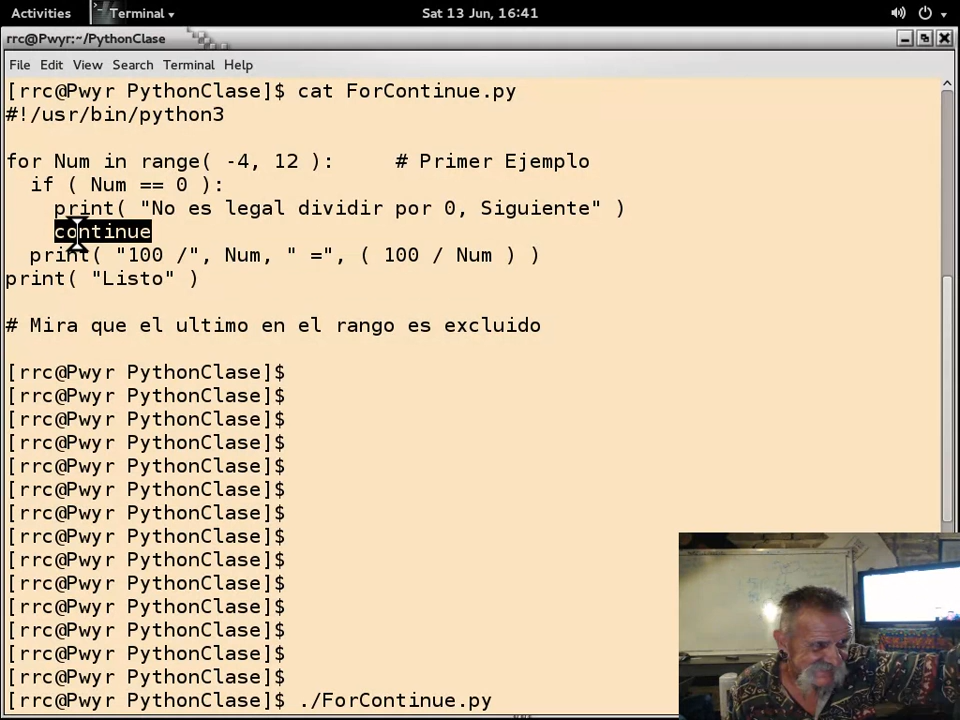 Activities Terminal Sat 13 Jun, 16:41
rrc@Pwyr:~/PythonClase
File Edit View Search Terminal Help
[rrc@Pwyr PythonClase]$ cat ForContinue.py
#!/usr/bin/python3
for Num in range( -4, 12 ):     # Primer Ejemplo
  if ( Num == 0 ):
    print( "No es legal dividir por 0, Siguiente" )
    continue
  print( "100 /", Num, " =", ( 100 / Num ) )
print( "Listo" )
# Mira que el ultimo en el rango es excluido
[rrc@Pwyr PythonClase]$
[rrc@Pwyr PythonClase]$
[rrc@Pwyr PythonClase]$
[rrc@Pwyr PythonClase]$
[rrc@Pwyr PythonClase]$
[rrc@Pwyr PythonClase]$
[rrc@Pwyr PythonClase]$
[rrc@Pwyr PythonClase]$
[rrc@Pwyr PythonClase]$
[rrc@Pwyr PythonClase]$
[rrc@Pwyr PythonClase]$
[rrc@Pwyr PythonClase]$
[rrc@Pwyr PythonClase]$
[rrc@Pwyr PythonClase]$
[rrc@Pwyr PythonClase]$ ./ForContinue.py